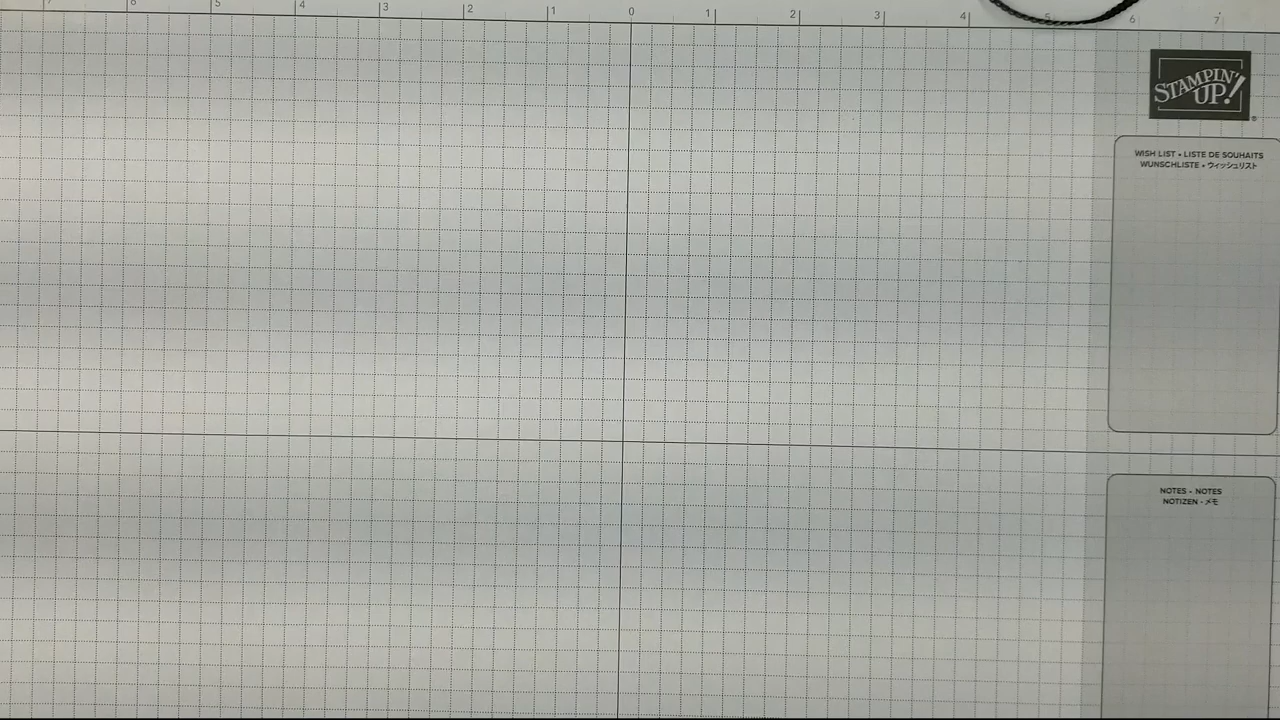 7 6 5 4 3 2 1 0 1 2 3 4 5 6 7
STAMPIN'
UP!®
WISH LIST • LISTE DE SOUHAITS
WUNSCHLISTE • ウィッシュリスト
NOTES • NOTES
NOTIZEN • メモ